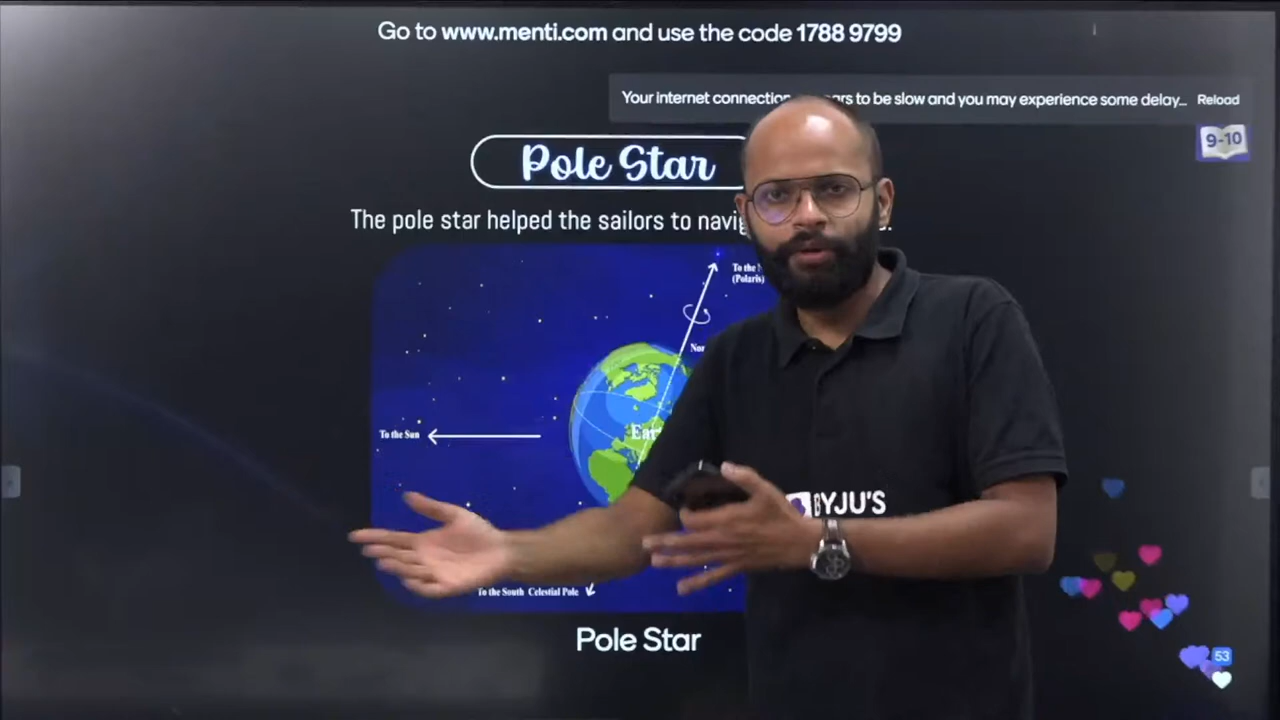 Go to www.menti.com and use the code 1788 9799
Your internet connection to be slow and you may experience some delay... Reload
9-10
Pole Star
The pole star helped the sailors to
To the
(Polaris)
To the Sun
BYJU'S
To the South Celestial Pole
Pole Star
53